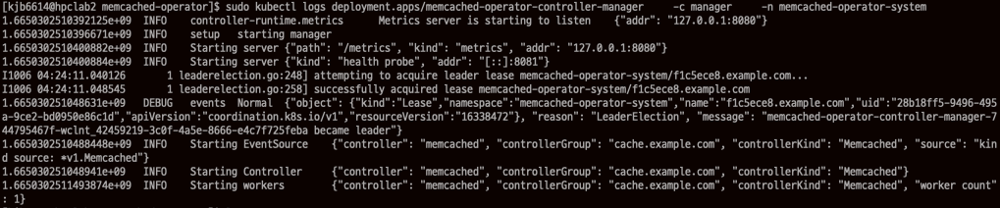 [kjb6614@hpclab2 memcached-operator]$ sudo kubectl logs deployment.apps/memcached-operator-controller-manager     -c manager     -n memcached-operator-system
1.6650302510392125e+09  INFO    controller-runtime.metrics      Metrics server is starting to listen    {"addr": "127.0.0.1:8080"}
1.6650302510396671e+09  INFO    setup   starting manager
1.6650302510400882e+09  INFO    Starting server {"path": "/metrics", "kind": "metrics", "addr": "127.0.0.1:8080"}
1.6650302510400884e+09  INFO    Starting server {"kind": "health probe", "addr": "[::]:8081"}
I1006 04:24:11.040126       1 leaderelection.go:248] attempting to acquire leader lease memcached-operator-system/f1c5ece8.example.com...
I1006 04:24:11.048545       1 leaderelection.go:258] successfully acquired lease memcached-operator-system/f1c5ece8.example.com
1.665030251048631e+09   DEBUG   events  Normal  {"object": {"kind":"Lease","namespace":"memcached-operator-system","name":"f1c5ece8.example.com","uid":"28b18ff5-9496-495
a-9ce2-bd0950e86c1d","apiVersion":"coordination.k8s.io/v1","resourceVersion":"16338472"}, "reason": "LeaderElection", "message": "memcached-operator-controller-manager-7
44795467f-wclnt_42459219-3c0f-4a5e-8666-e4c7f725feba became leader"}
1.6650302510488448e+09  INFO    Starting EventSource    {"controller": "memcached", "controllerGroup": "cache.example.com", "controllerKind": "Memcached", "source": "kin
d source: *v1.Memcached"}
1.665030251048941e+09   INFO    Starting Controller     {"controller": "memcached", "controllerGroup": "cache.example.com", "controllerKind": "Memcached"}
1.6650302511493874e+09  INFO    Starting workers        {"controller": "memcached", "controllerGroup": "cache.example.com", "controllerKind": "Memcached", "worker count"
: 1}